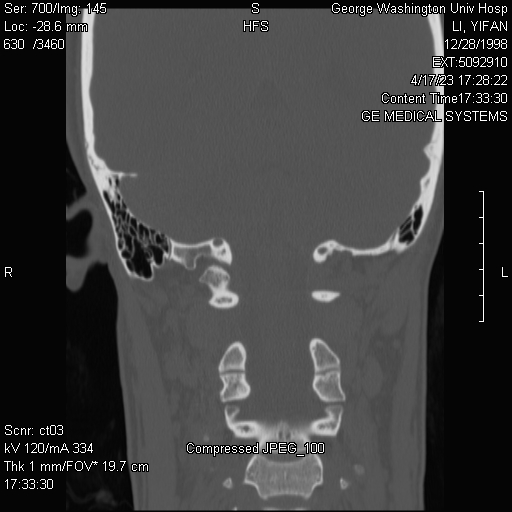 Ser: 700/Img: 145
Loc: -28.6 mm
630 /3460
S
HFS
George Washington Univ Hosp
LI, YIFAN
12/28/1998
EXT:5092910
4/17/23 17:28:22
Content Time17:33:30
GE MEDICAL SYSTEMS
R
L
Scnr: ct03
kV 120/mA 334
Thk 1 mm/FOV* 19.7 cm
17:33:30
Compressed JPEG_100